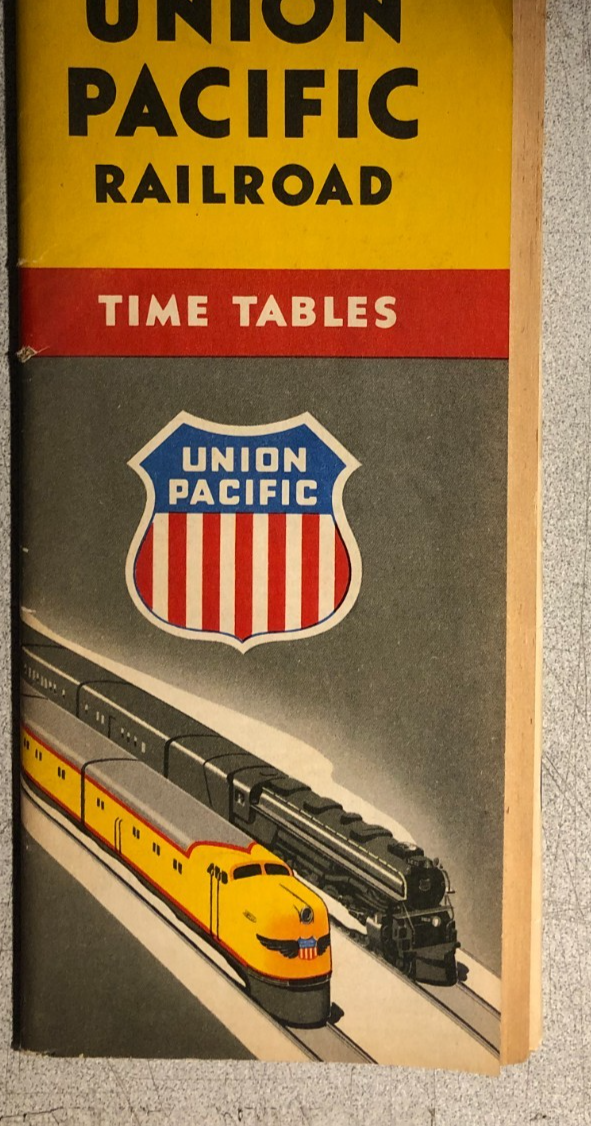 UNION
PACIFIC
RAILROAD
TIME TABLES
UNION
PACIFIC